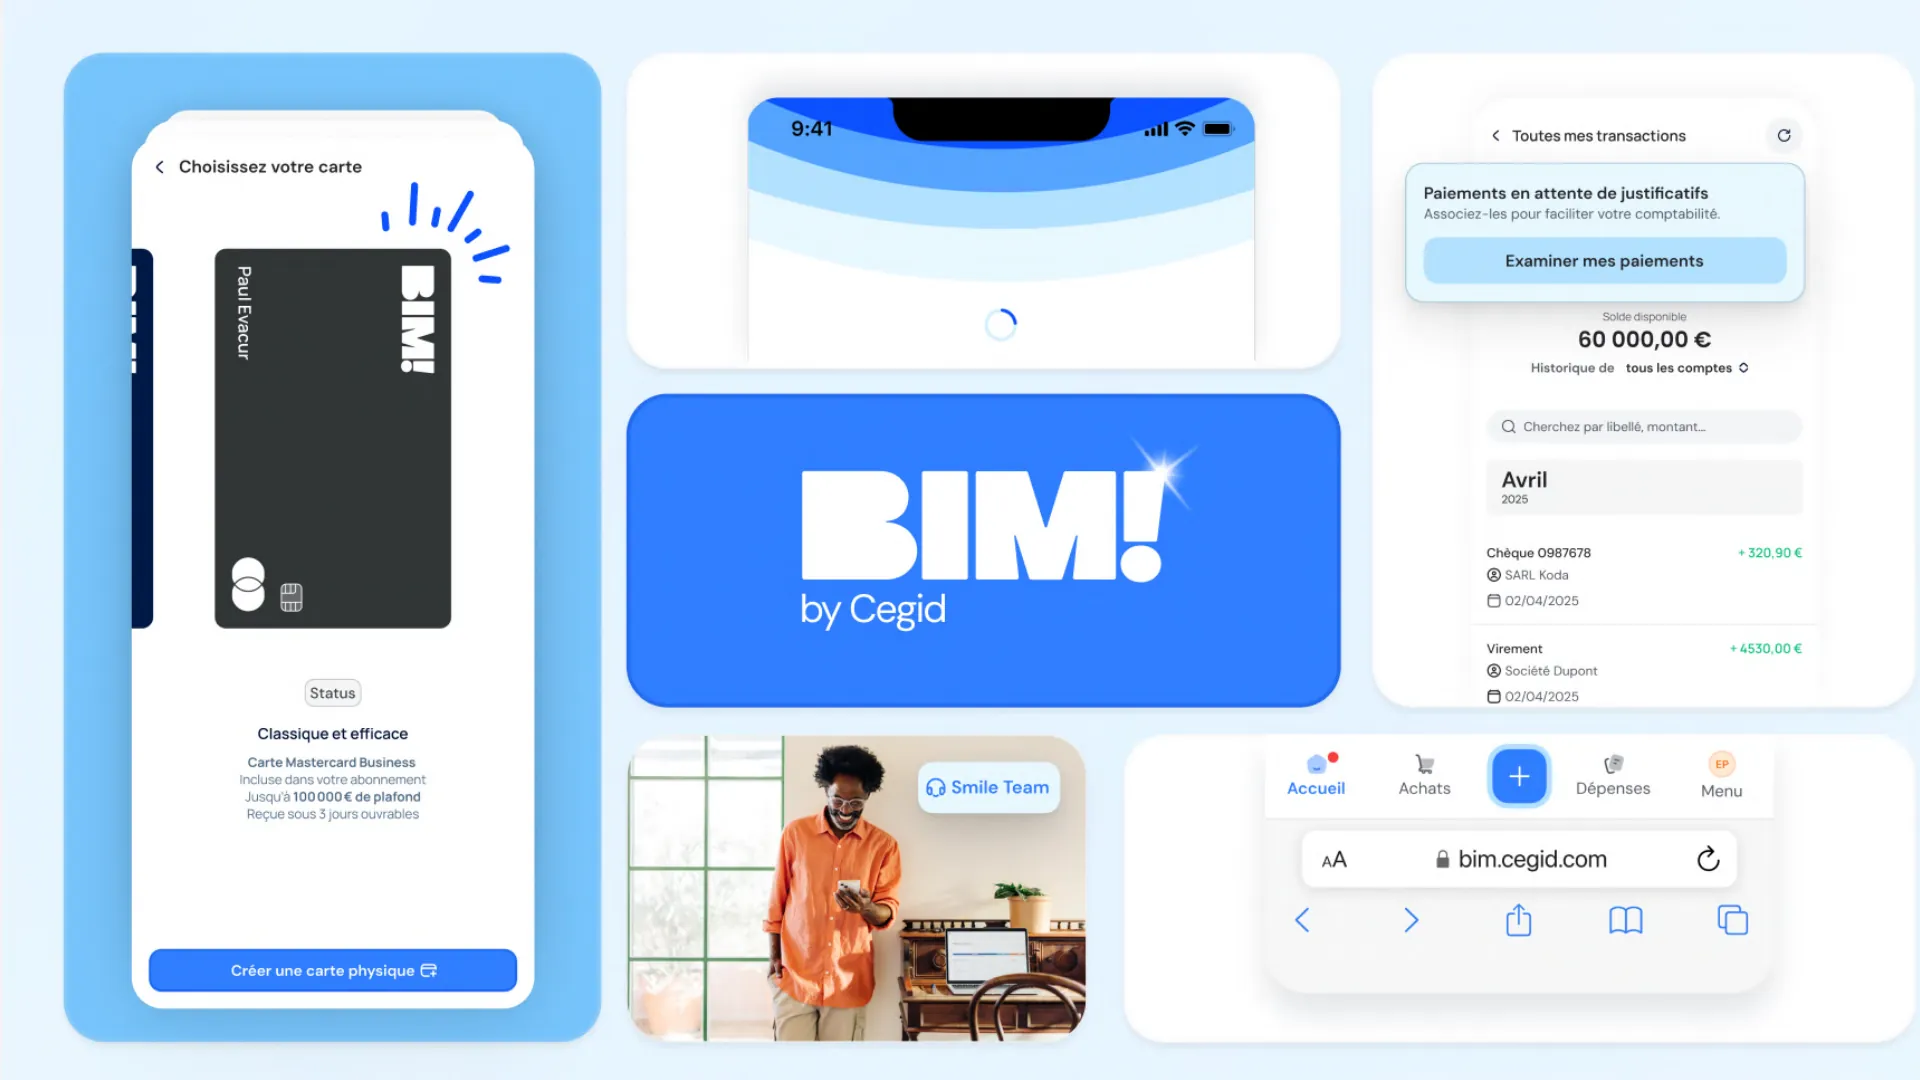 Choisissez votre carte
Paul Evacur
BIM!
Status
Classique et efficace
Carte Mastercard Business
Incluse dans votre abonnement
Jusqu'à 100 000 € de plafond
Reçue sous 3 jours ouvrables
Créer une carte physique
9:41
BIM!
by Cegid
Smile Team
Toutes mes transactions
Paiements en attente de justificatifs
Associez-les pour faciliter votre comptabilité.
Examiner mes paiements
Solde disponible
60 000,00 €
Historique de tous les comptes
Cherchez par libellé, montant...
Avril
2025
Chèque 0987678 + 320,90 €
SARL Koda
02/04/2025
Virement + 4530,00 €
Société Dupont
02/04/2025
EP
Accueil Achats Dépenses Menu
AA bim.cegid.com